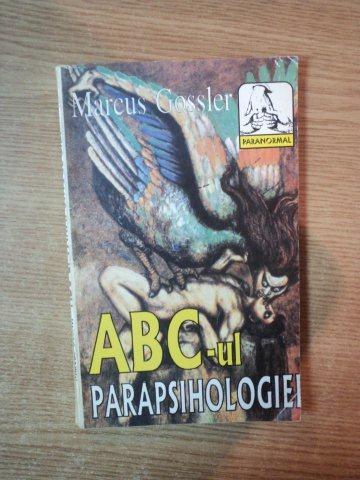 Marcus Gossler
PARANORMAL
ABC-ul
PARAPSIHOLOGIEI